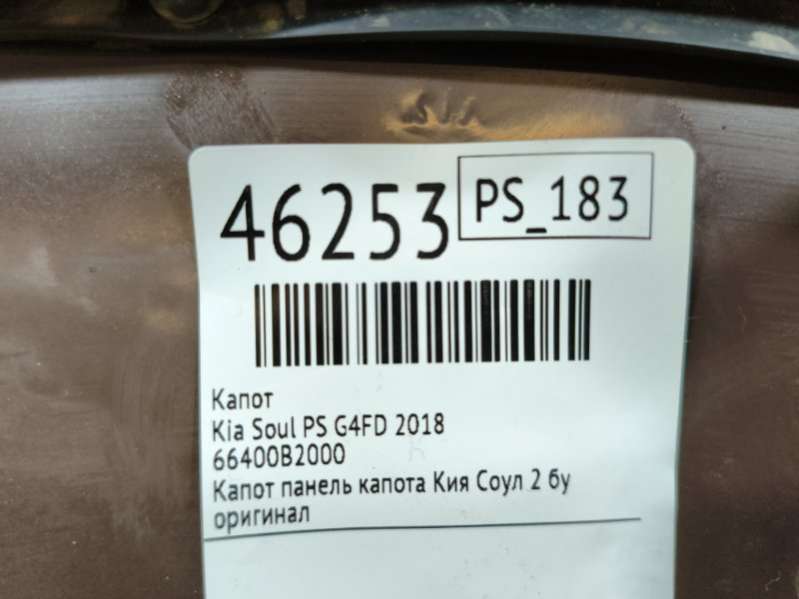 46253
PS_183
Капот
Kia Soul PS G4FD 2018
66400B2000
Капот панель капота Кия Соул 2 бу
оригинал